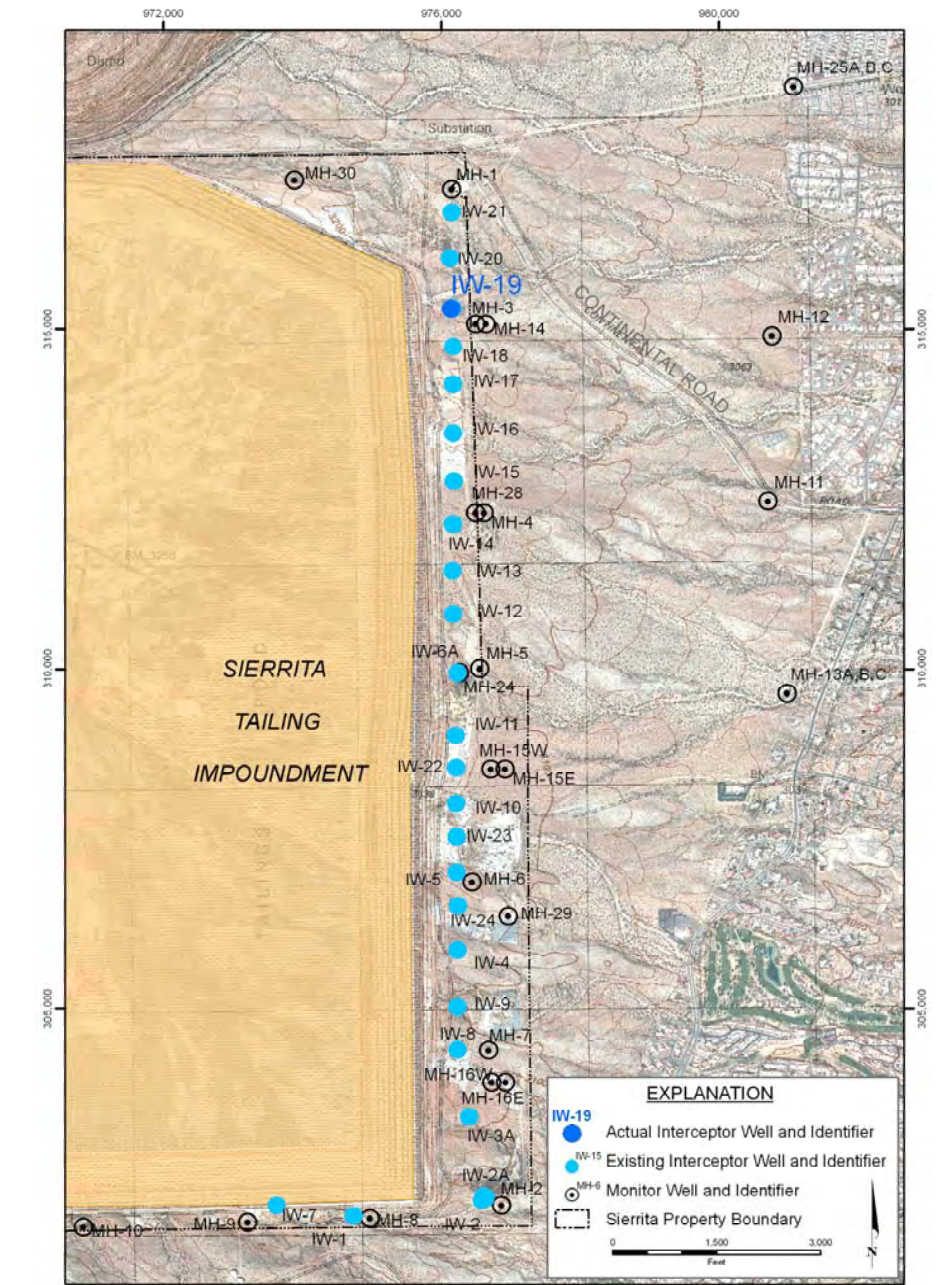 972,000
976,000
980,000
Dump
MH-25A,B,C
Substation
MH-30
MH-1
IW-21
IW-20
IW-19
MH-3
MH-14
MH-12
315,000
315,000
CONTINENTAL ROAD
IW-18
3063
IW-17
IW-16
IW-15
MH-28
MH-11
MH-4
ROAD
IW-14
IW-13
IW-12
IW-6A
MH-5
310,000
310,000
SIERRITA
MH-24
MH-13A,B,C
TAILING
IW-11
MH-15W
IMPOUNDMENT
IW-22
MH-15E
BM
IW-10
IW-23
IW-5
MH-6
IW-24
MH-29
IW-4
305,000
305,000
IW-9
IW-8
MH-7
MH-16W
MH-16E
IW-3A
IW-2A
MH-2
IW-7
MH-10
MH-9
MH-8
IW-2
IW-1
EXPLANATION
IW-19
Actual Interceptor Well and Identifier
IW-15 Existing Interceptor Well and Identifier
MH-6 Monitor Well and Identifier
Sierrita Property Boundary
0 1,500 3,000
Feet
N